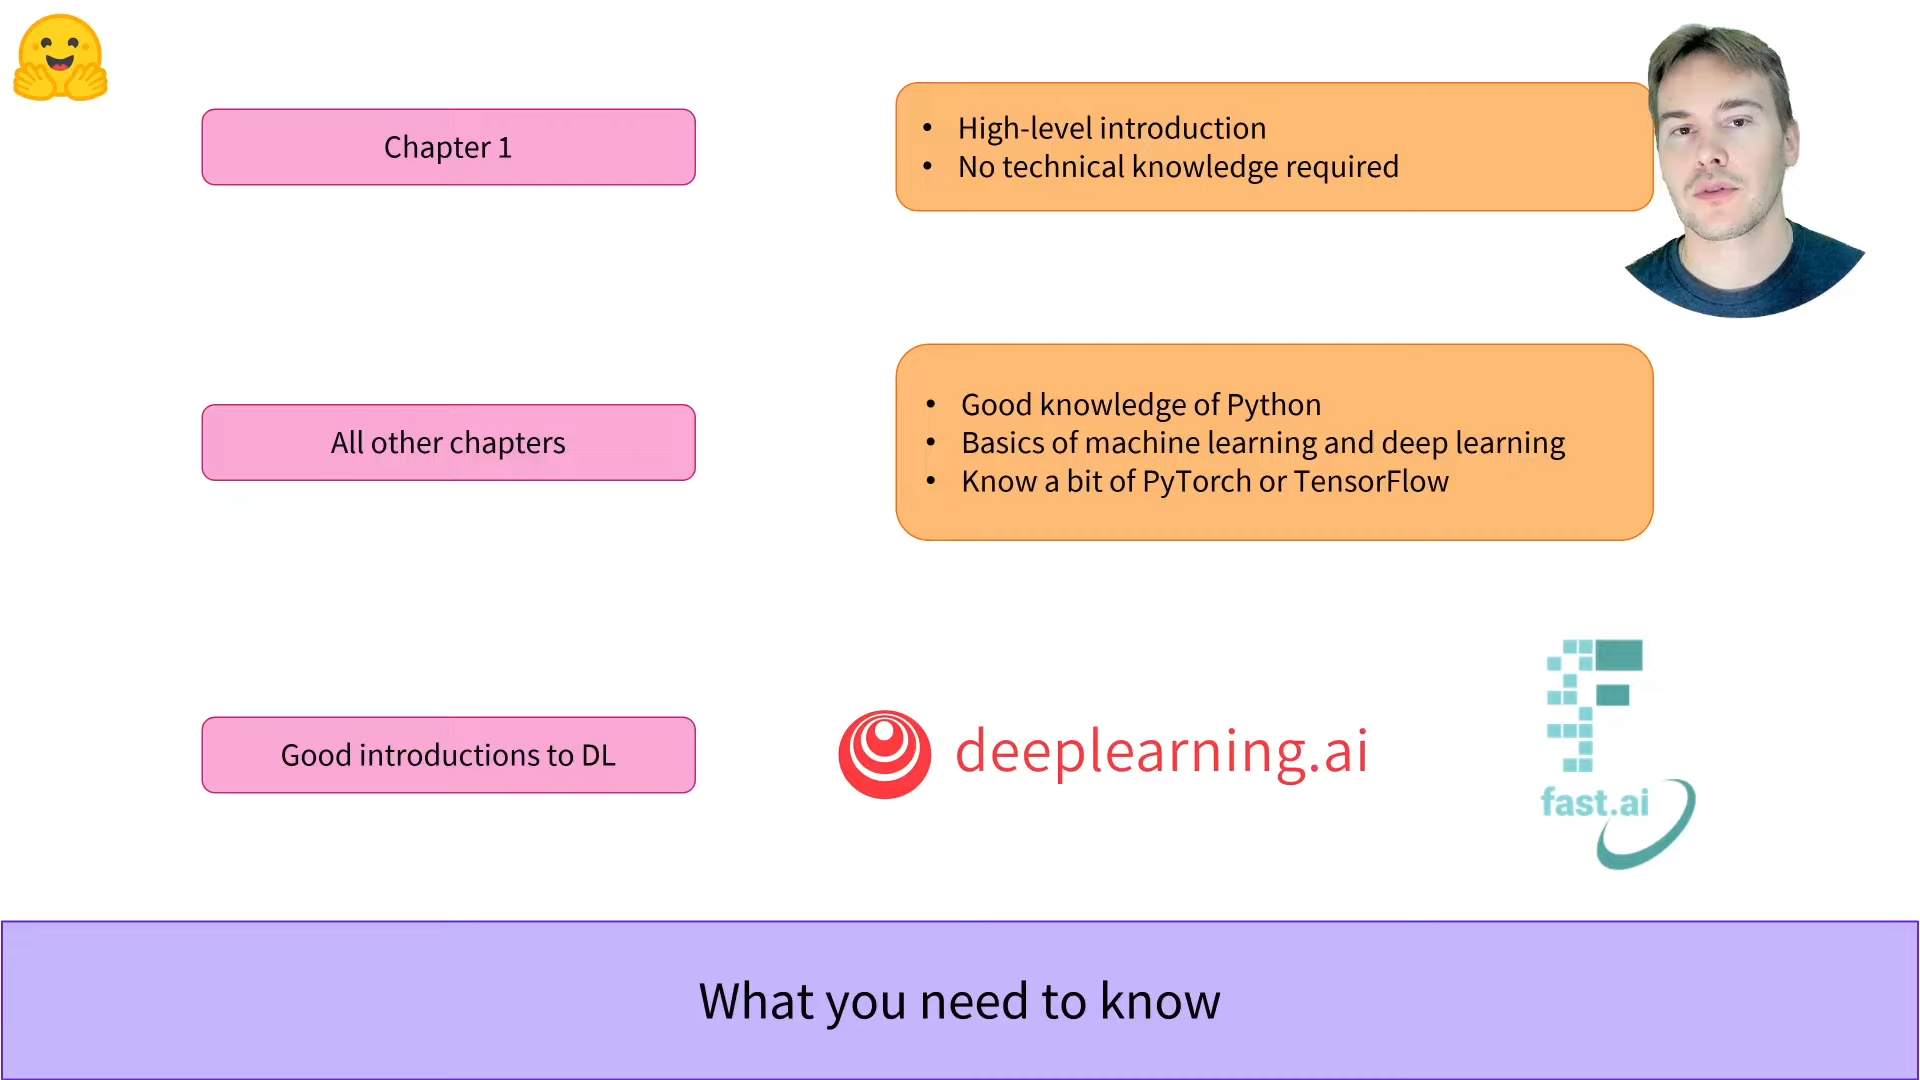 Chapter 1
• High-level introduction
• No technical knowledge required
All other chapters
• Good knowledge of Python
• Basics of machine learning and deep learning
• Know a bit of PyTorch or TensorFlow
Good introductions to DL
deeplearning.ai
fast.ai
What you need to know